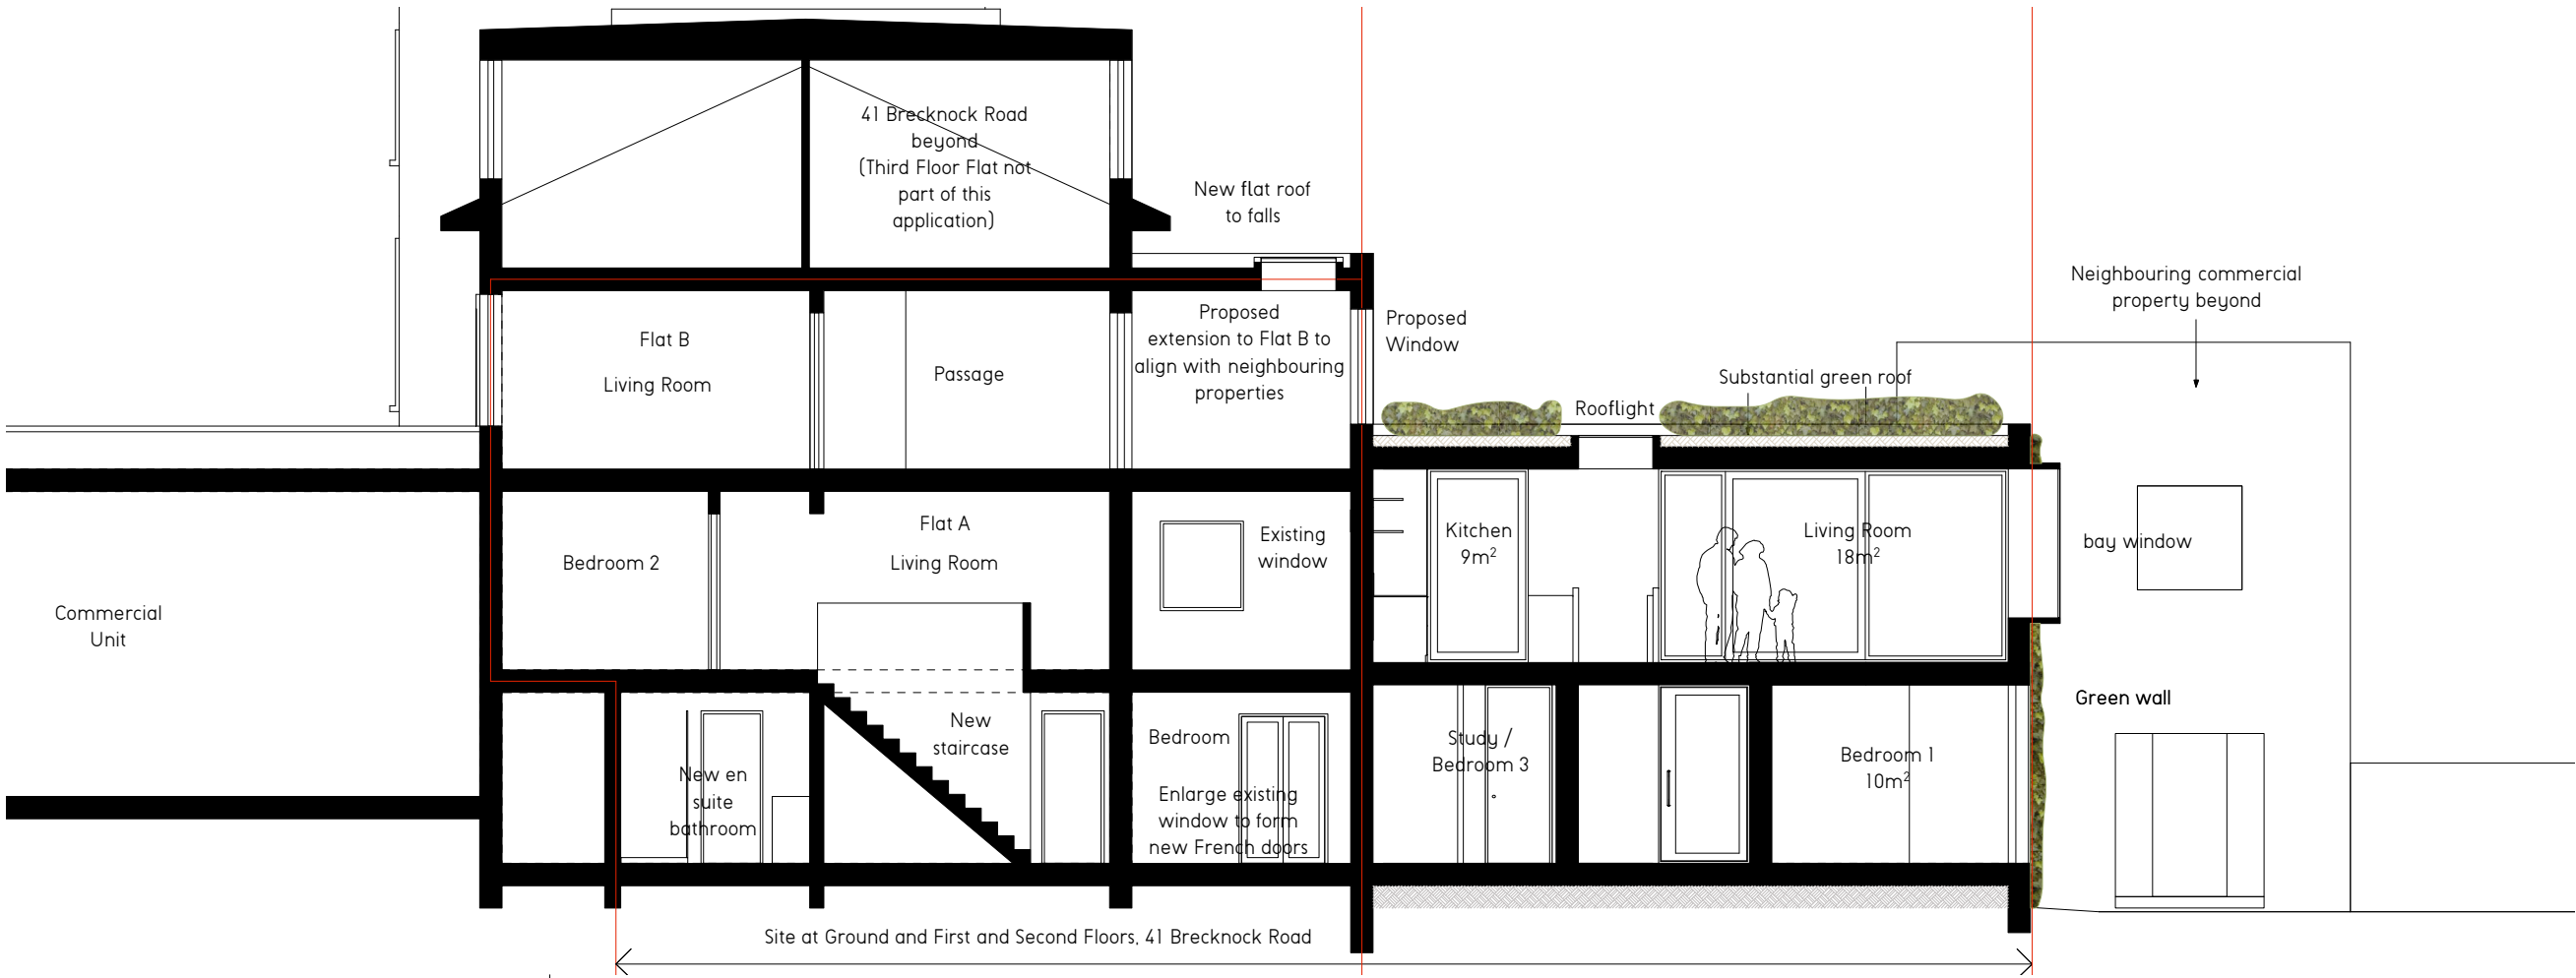 41 Brecknock Road
beyond
(Third Floor Flat not
part of this
application)
New flat roof
to falls
Neighbouring commercial
property beyond
Flat B
Living Room
Passage
Proposed
extension to Flat B to
align with neighbouring
properties
Proposed
Window
Substantial green roof
Rooflight
Commercial
Unit
Bedroom 2
Flat A
Living Room
Existing
window
Kitchen
9m²
Living Room
18m²
bay window
New en
suite
bathroom
New
staircase
Bedroom
Enlarge existing
window to form
new French doors
Study /
Bedroom 3
Bedroom 1
10m²
Green wall
Site at Ground and First and Second Floors, 41 Brecknock Road